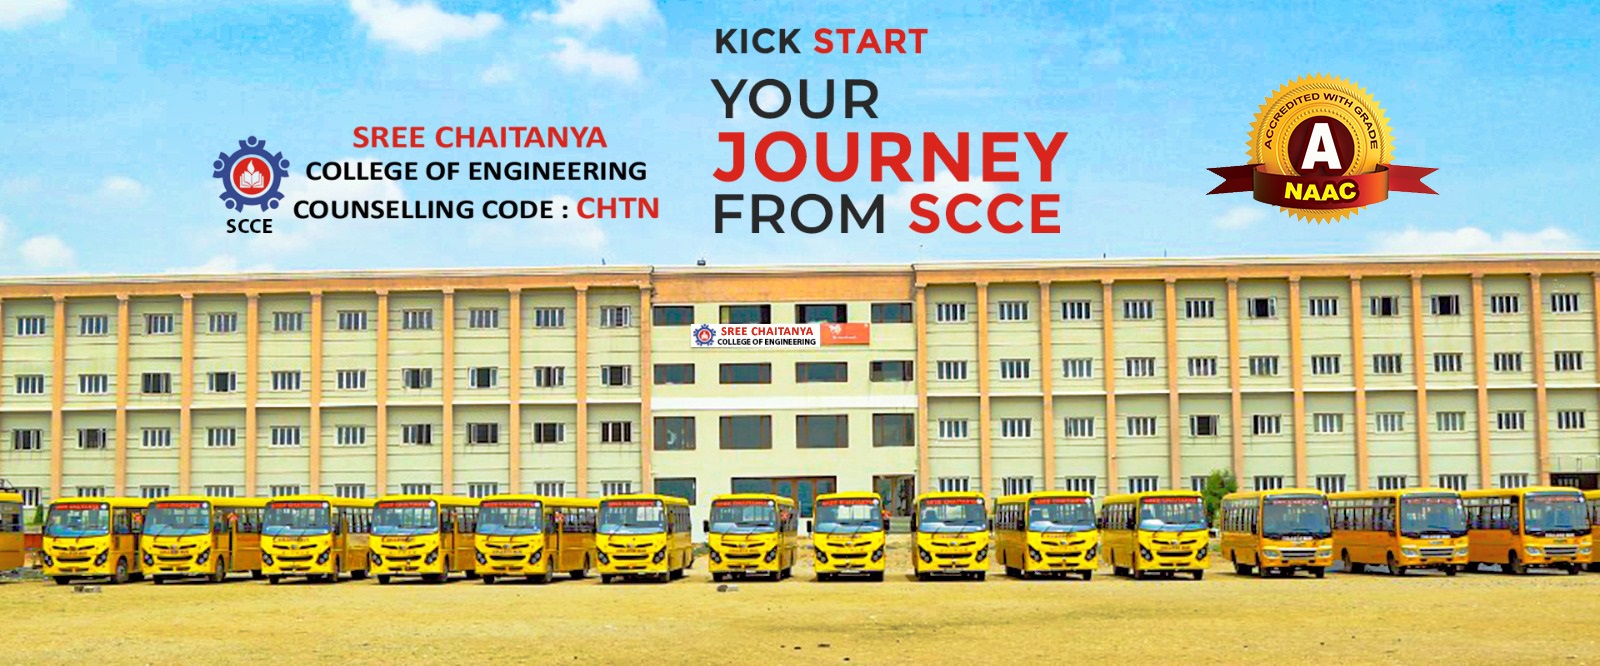 KICK START
YOUR
JOURNEY
FROM SCCE
SREE CHAITANYA
COLLEGE OF ENGINEERING
COUNSELLING CODE : CHTN
SCCE
ACCREDITED WITH GRADE
A
NAAC
SREE CHAITANYA
COLLEGE OF ENGINEERING